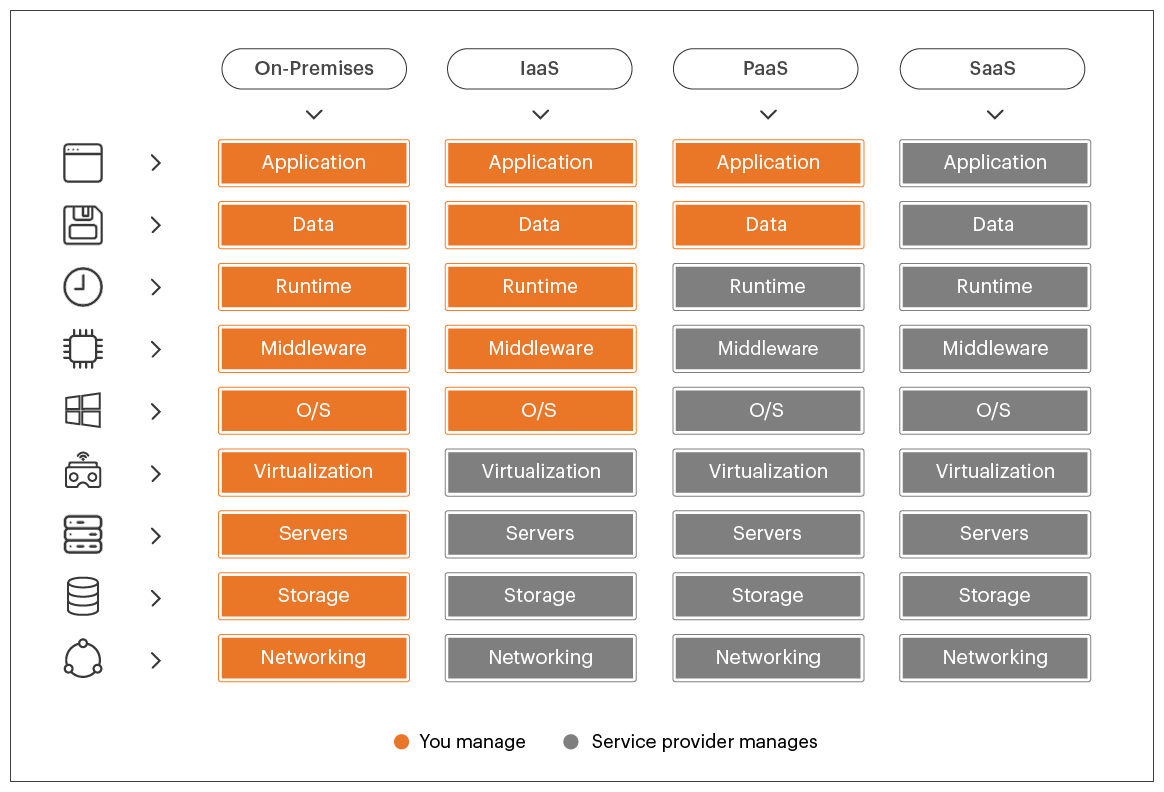 On-Premises IaaS PaaS SaaS
Application Application Application Application
Data Data Data Data
Runtime Runtime Runtime Runtime
Middleware Middleware Middleware Middleware
O/S O/S O/S O/S
Virtualization Virtualization Virtualization Virtualization
Servers Servers Servers Servers
Storage Storage Storage Storage
Networking Networking Networking Networking
You manage Service provider manages